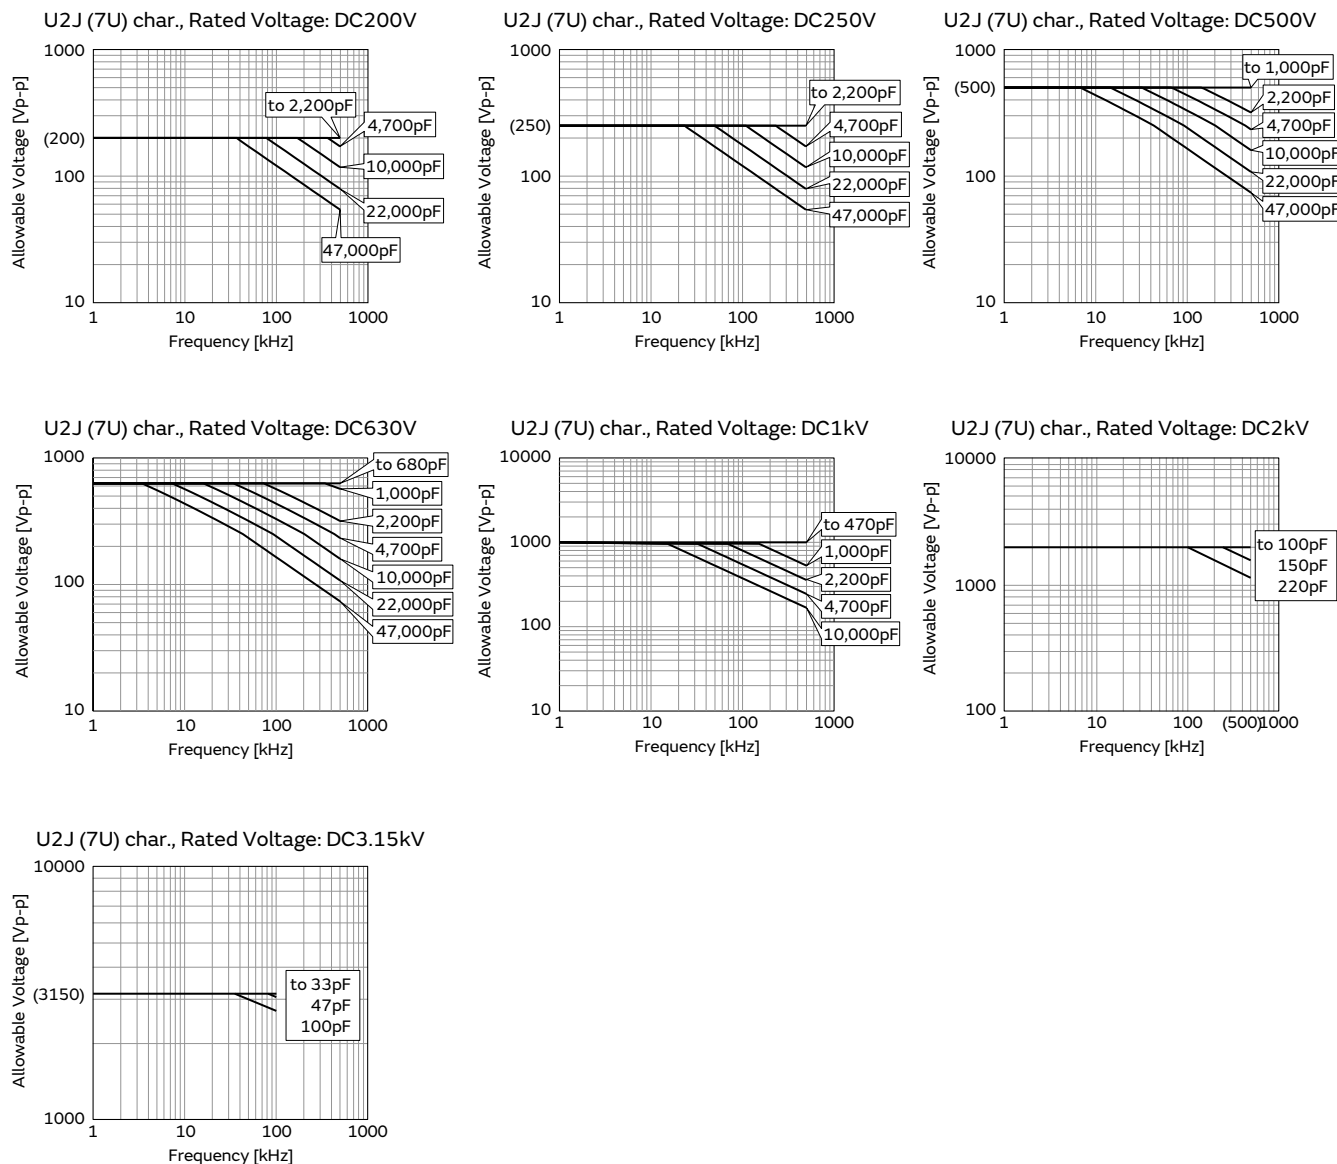 U2J (7U) char., Rated Voltage: DC200V
1000
(200)
100
10
Allowable Voltage [Vp-p]
to 2,200pF
4,700pF
10,000pF
22,000pF
47,000pF
1 10 100 1000
Frequency [kHz]
U2J (7U) char., Rated Voltage: DC250V
1000
(250)
100
10
Allowable Voltage [Vp-p]
to 2,200pF
4,700pF
10,000pF
22,000pF
47,000pF
1 10 100 1000
Frequency [kHz]
U2J (7U) char., Rated Voltage: DC500V
1000
(500)
100
10
Allowable Voltage [Vp-p]
to 1,000pF
2,200pF
4,700pF
10,000pF
22,000pF
47,000pF
1 10 100 1000
Frequency [kHz]
U2J (7U) char., Rated Voltage: DC630V
1000
100
10
Allowable Voltage [Vp-p]
to 680pF
1,000pF
2,200pF
4,700pF
10,000pF
22,000pF
47,000pF
1 10 100 1000
Frequency [kHz]
U2J (7U) char., Rated Voltage: DC1kV
10000
1000
100
10
Allowable Voltage [Vp-p]
to 470pF
1,000pF
2,200pF
4,700pF
10,000pF
1 10 100 1000
Frequency [kHz]
U2J (7U) char., Rated Voltage: DC2kV
10000
1000
100
Allowable Voltage [Vp-p]
to 100pF
150pF
220pF
1 10 100 (500) 1000
Frequency [kHz]
U2J (7U) char., Rated Voltage: DC3.15kV
10000
(3150)
1000
Allowable Voltage [Vp-p]
to 33pF
47pF
100pF
1 10 100 1000
Frequency [kHz]